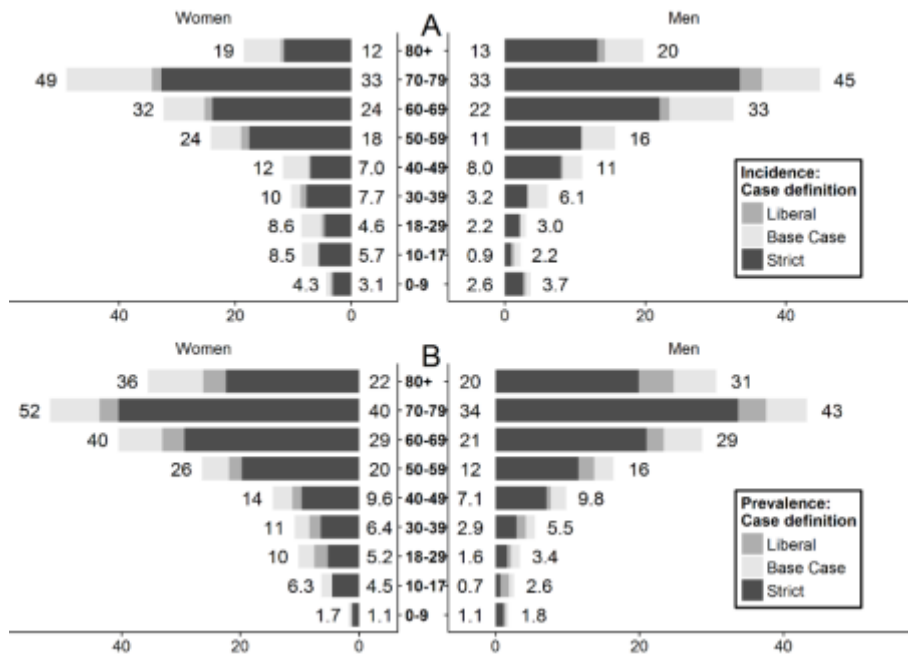 Women A Men
19 12 80+ 13 20
49 33 70-79 33 45
32 24 60-69 22 33
24 18 50-59 11 16
12 7.0 40-49 8.0 11
10 7.7 30-39 3.2 6.1
8.6 4.6 18-29 2.2 3.0
8.5 5.7 10-17 0.9 2.2
4.3 3.1 0-9 2.6 3.7
Incidence:
Case definition
Liberal
Base Case
Strict
40 20 0 0 20 40
Women B Men
36 22 80+ 20 31
52 40 70-79 34 43
40 29 60-69 21 29
26 20 50-59 12 16
14 9.6 40-49 7.1 9.8
11 6.4 30-39 2.9 5.5
10 5.2 18-29 1.6 3.4
6.3 4.5 10-17 0.7 2.6
1.7 1.1 0-9 1.1 1.8
Prevalence:
Case definition
Liberal
Base Case
Strict
40 20 0 0 20 40